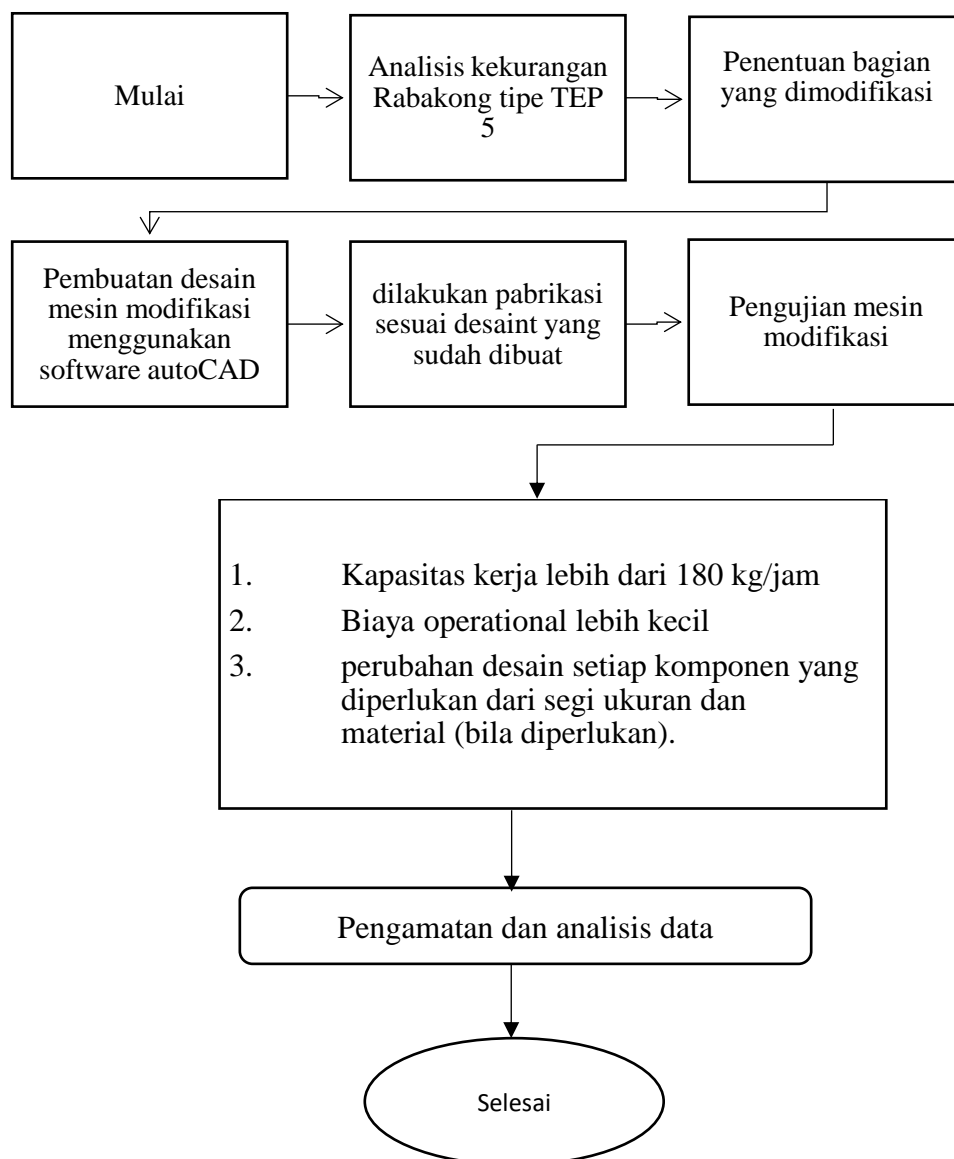 Mulai
Analisis kekurangan
Rabakong tipe TEP
5
Penentuan bagian
yang dimodifikasi
Pembuatan desain
mesin modifikasi
menggunakan
software autoCAD
dilakukan pabrikasi
sesuai desaint yang
sudah dibuat
Pengujian mesin
modifikasi
1. Kapasitas kerja lebih dari 180 kg/jam
2. Biaya operational lebih kecil
3. perubahan desain setiap komponen yang
diperlukan dari segi ukuran dan
material (bila diperlukan).
Pengamatan dan analisis data
Selesai